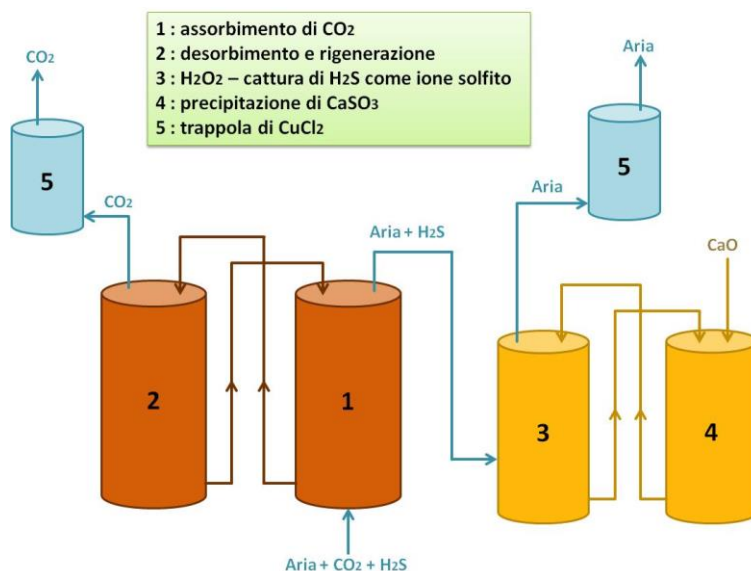 1 : assorbimento di CO₂
2 : desorbimento e rigenerazione
3 : H₂O₂ – cattura di H₂S come ione solfito
4 : precipitazione di CaSO₃
5 : trappola di CuCl₂
CO₂
Aria
5
5
CO₂
Aria
Aria + H₂S
CaO
2
1
3
4
Aria + CO₂ + H₂S